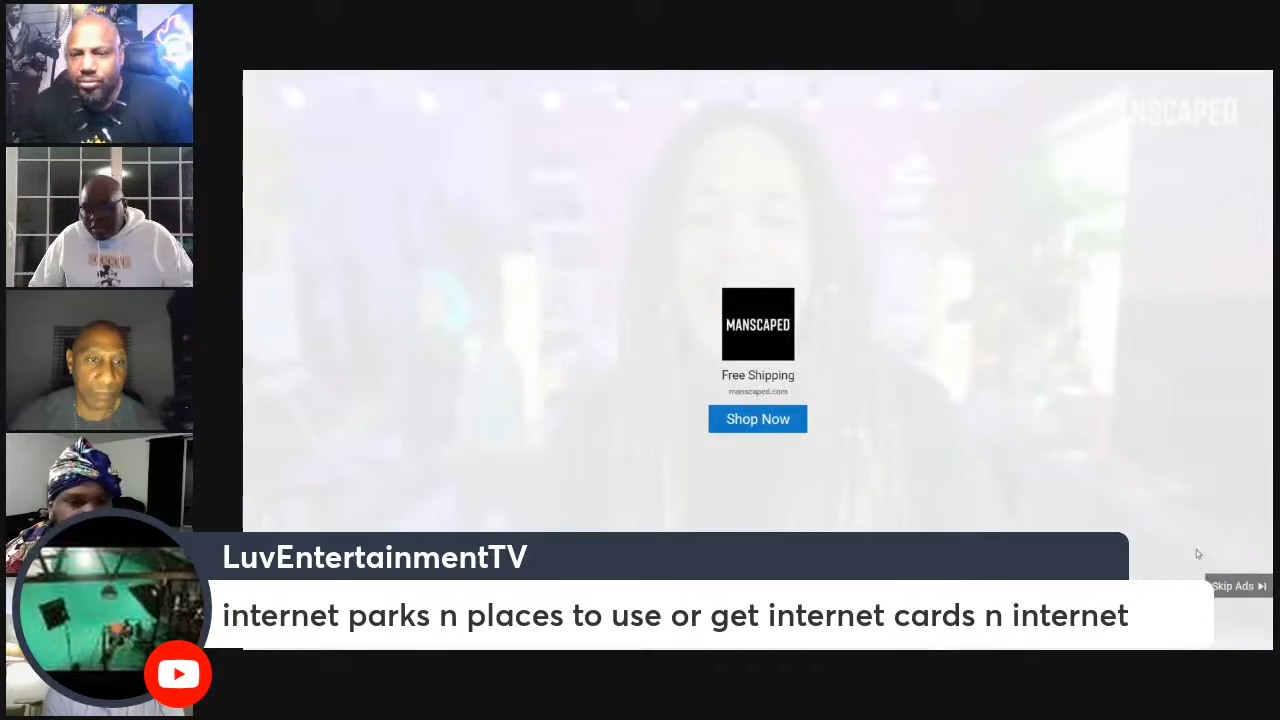 MANSCAPED
MANSCAPED
Free Shipping
manscaped.com
Shop Now
Skip Ads
LuvEntertainmentTV
internet parks n places to use or get internet cards n internet